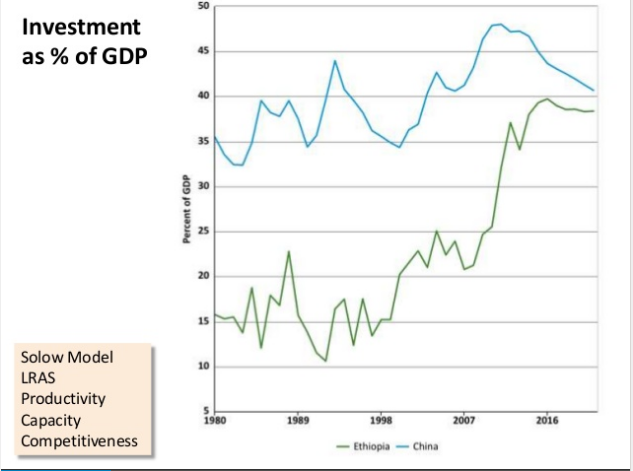 Investment
as % of GDP
Percent of GDP
50
45
40
35
30
25
20
15
10
5
1980 1989 1998 2007 2016
Ethiopia China
Solow Model
LRAS
Productivity
Capacity
Competitiveness